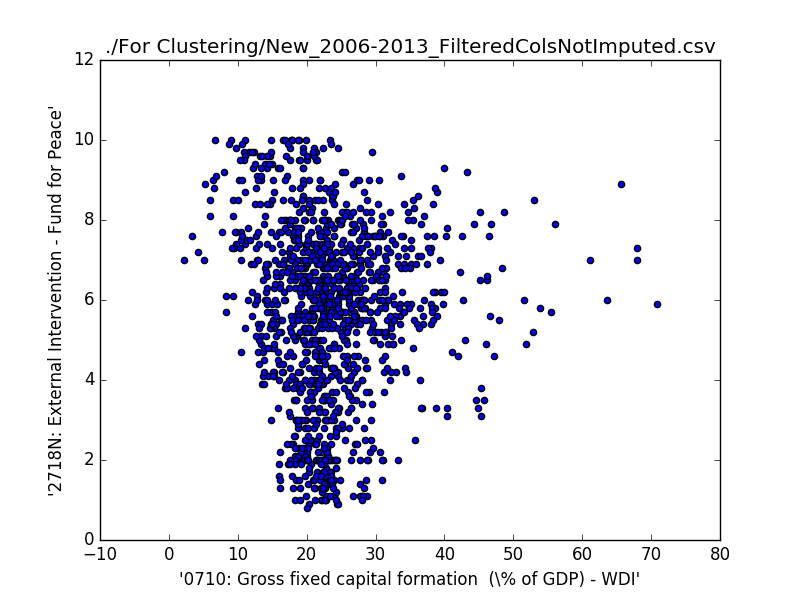 ./For Clustering/New_2006-2013_FilteredColsNotImputed.csv
12
10
8
6
4
2
0
'2718N: External Intervention - Fund for Peace'
−10 0 10 20 30 40 50 60 70 80
'0710: Gross fixed capital formation  (\% of GDP) - WDI'